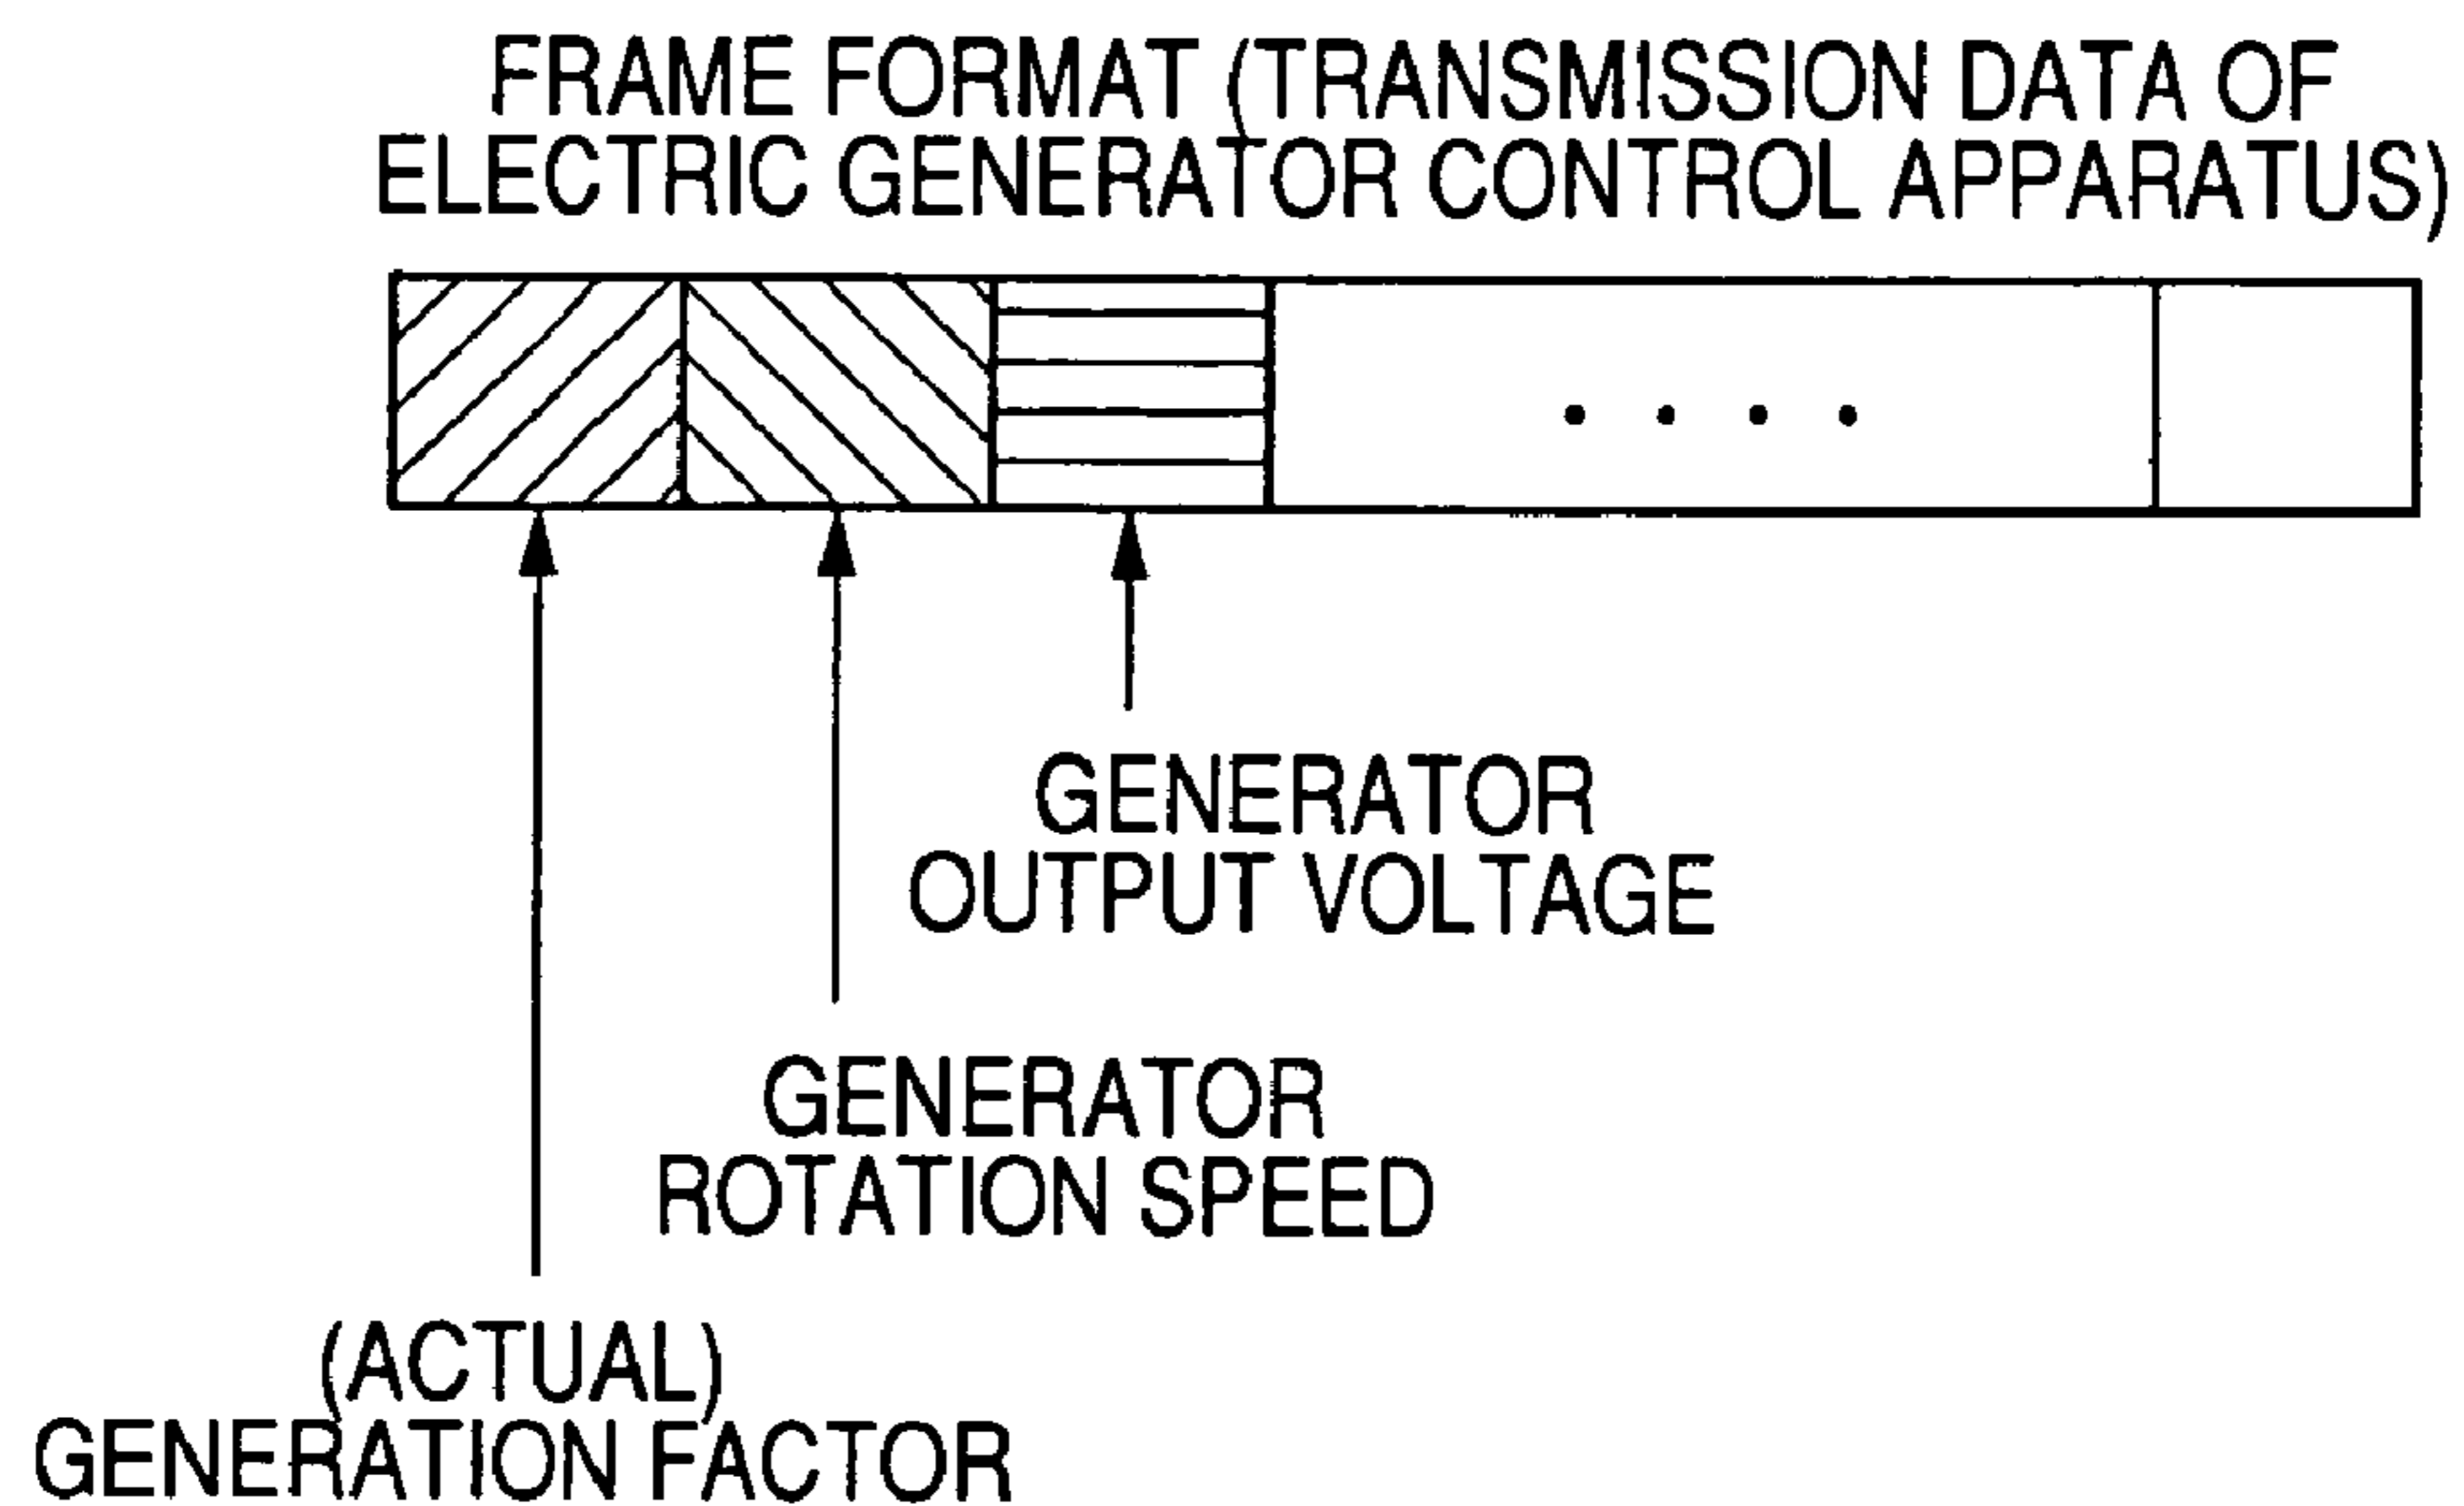 FRAME FORMAT (TRANSMISSION DATA OF
ELECTRIC GENERATOR CONTROL APPARATUS)
GENERATOR
OUTPUT VOLTAGE
GENERATOR
ROTATION SPEED
(ACTUAL)
GENERATION FACTOR